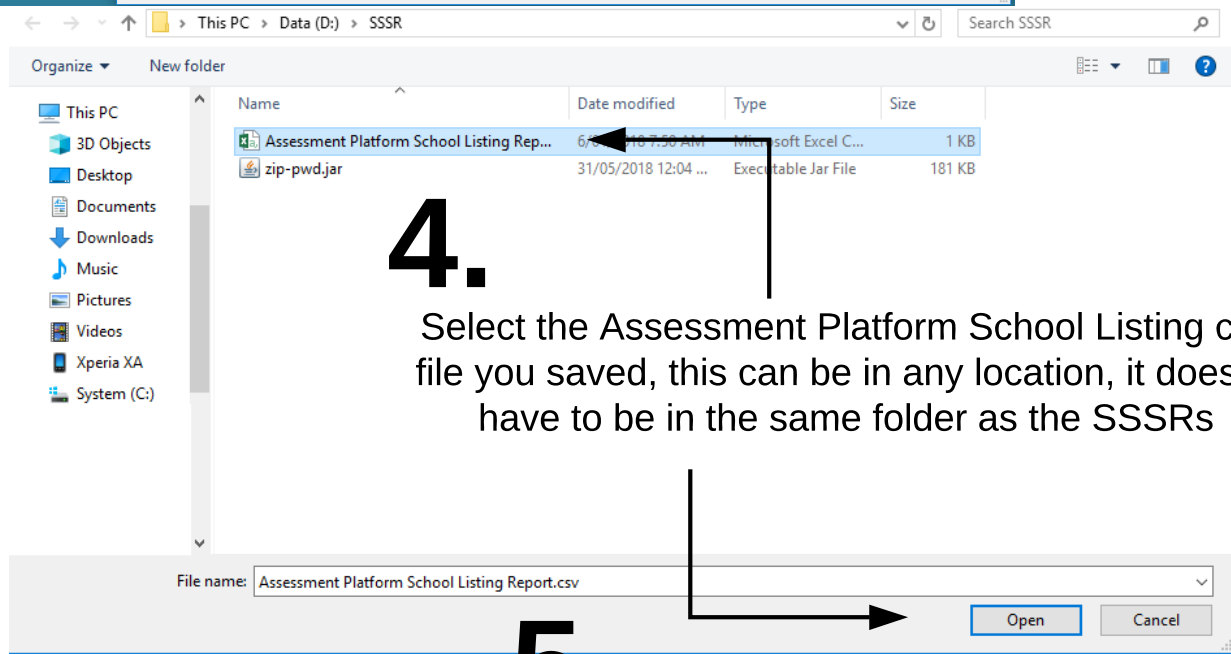 This PC > Data (D:) > SSSR
Search SSSR
Organize
New folder
?
Name
Date modified
Type
Size
This PC
3D Objects
Desktop
Documents
Downloads
Music
Pictures
Videos
Xperia XA
System (C:)
Assessment Platform School Listing Rep... Microsoft Excel C... 1 KB
zip-pwd.jar 31/05/2018 12:04 ... Executable Jar File 181 KB
4.
Select the Assessment Platform School Listing c
file you saved, this can be in any location, it does
have to be in the same folder as the SSSRs
File name: Assessment Platform School Listing Report.csv
Open
Cancel
5